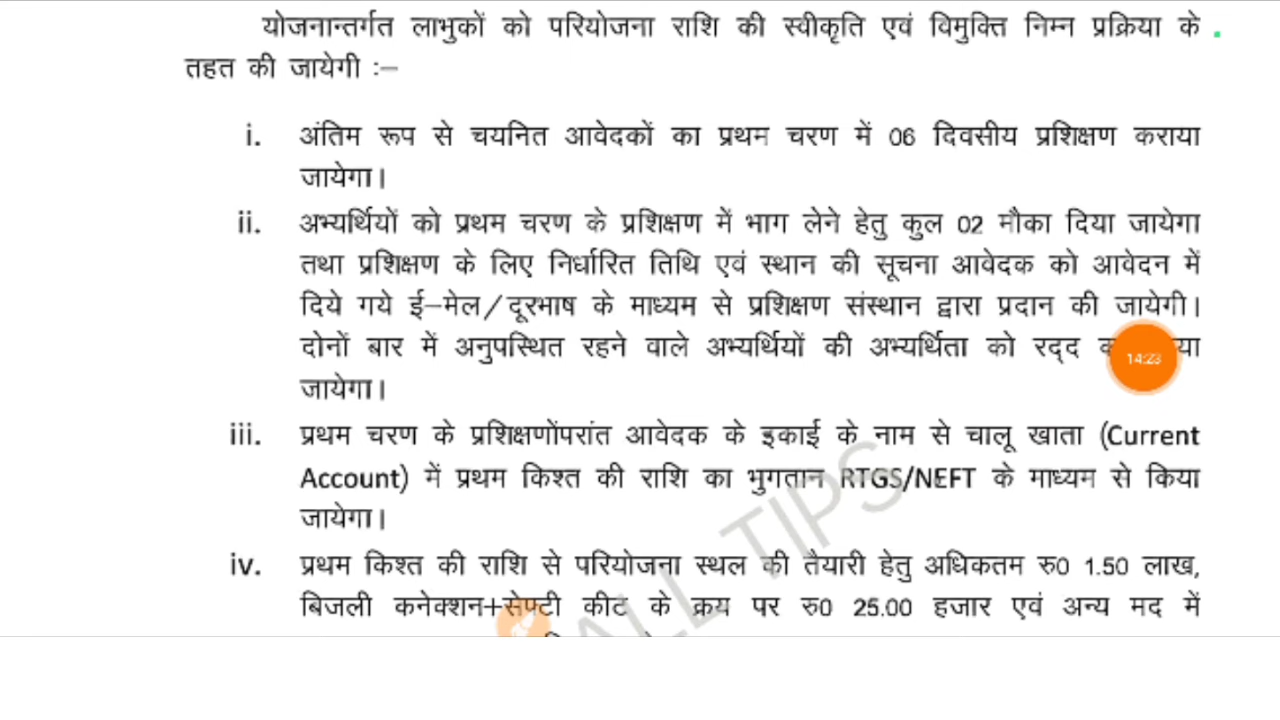 योजनान्तर्गत लाभुकों को परियोजना राशि की स्वीकृति एवं विमुक्ति निम्न प्रक्रिया के
तहत की जायेगी :–
i. अंतिम रूप से चयनित आवेदकों का प्रथम चरण में 06 दिवसीय प्रशिक्षण कराया
जायेगा।
ii. अभ्यर्थियों को प्रथम चरण के प्रशिक्षण में भाग लेने हेतु कुल 02 मौका दिया जायेगा
तथा प्रशिक्षण के लिए निर्धारित तिथि एवं स्थान की सूचना आवेदक को आवेदन में
दिये गये ई–मेल/दूरभाष के माध्यम से प्रशिक्षण संस्थान द्वारा प्रदान की जायेगी।
दोनों बार में अनुपस्थित रहने वाले अभ्यर्थियों की अभ्यर्थिता को रद्द
14:23
जायेगा।
iii. प्रथम चरण के प्रशिक्षणोंपरांत आवेदक के इकाई के नाम से चालू खाता (Current
Account) में प्रथम किश्त की राशि का भुगतान RTGS/NEFT के माध्यम से किया
जायेगा।
iv. प्रथम किश्त की राशि से परियोजना स्थल की तैयारी हेतु अधिकतम रु0 1.50 लाख,
बिजली कनेक्शन+सेफ्टी कीट के क्रय पर रु0 25.00 हजार एवं अन्य मद में
ALL TIPS